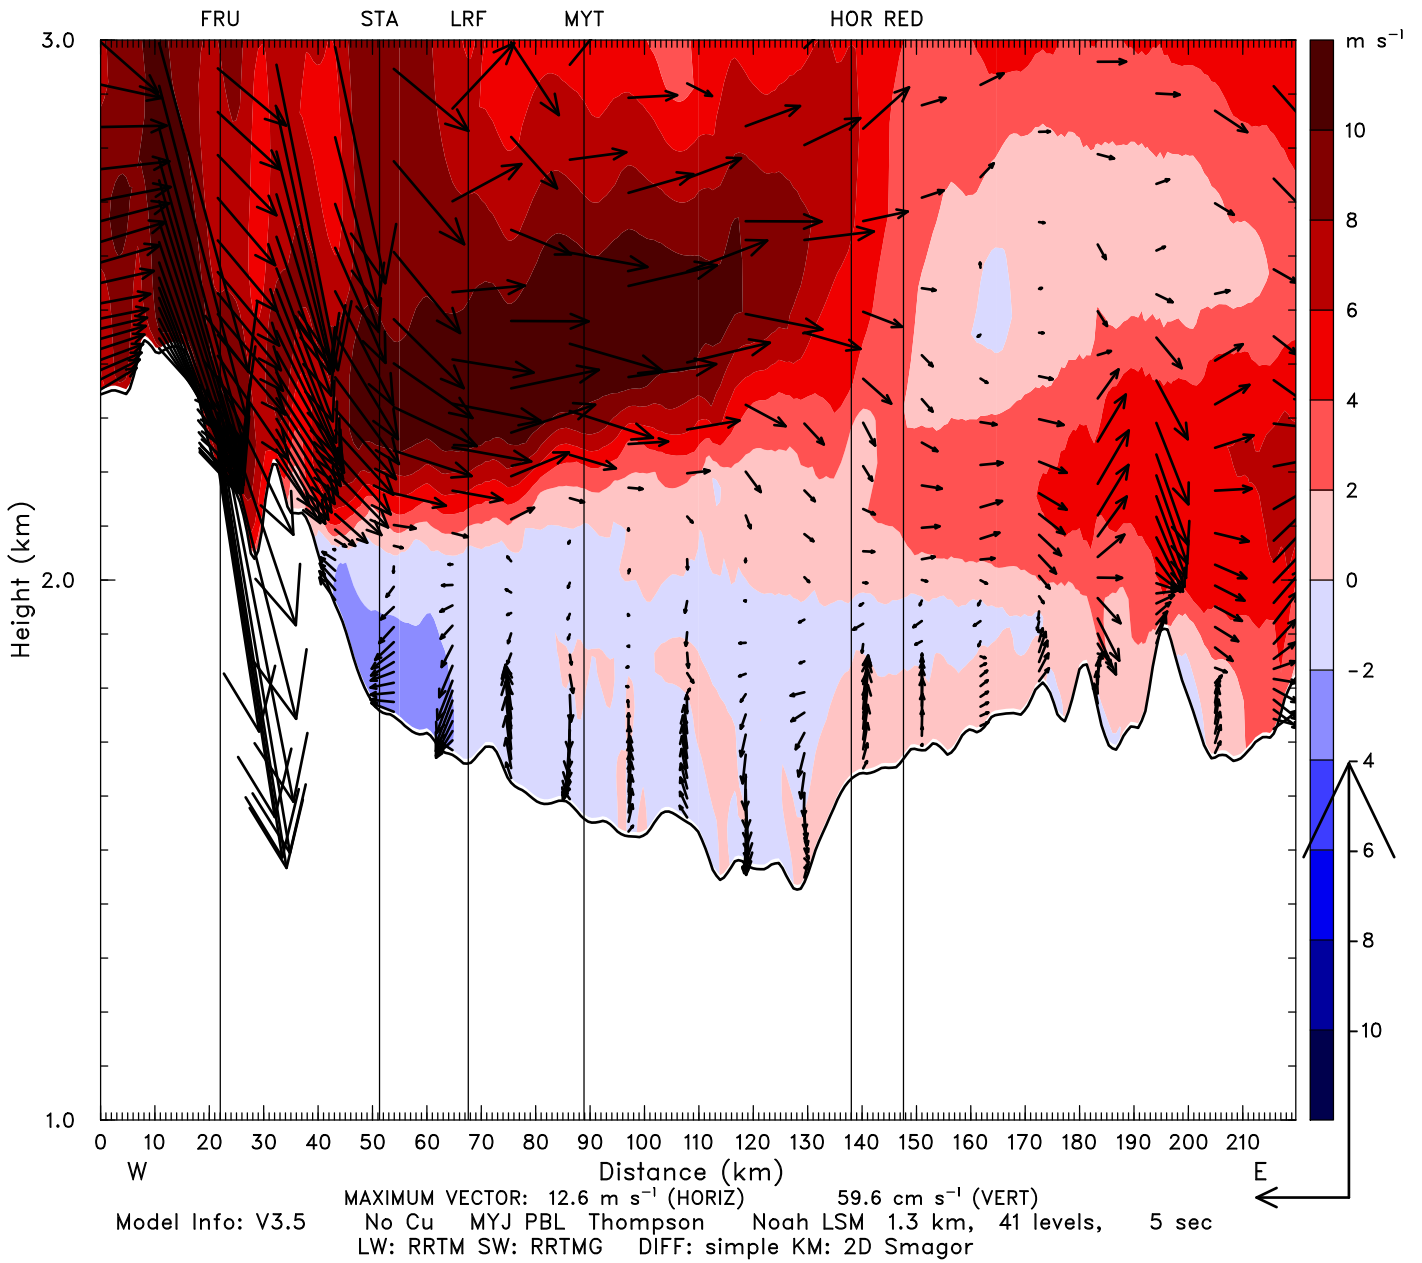 FRU STA LRF MYT HOR RED
3.0
m s⁻¹
10
8
6
4
2
2.0
0
−2
−4
−6
−8
−10
1.0
Height (km)
0 10 20 30 40 50 60 70 80 90 100 110 120 130 140 150 160 170 180 190 200 210
W Distance (km) E
MAXIMUM VECTOR: 12.6 m s⁻¹ (HORIZ) 59.6 cm s⁻¹ (VERT)
Model Info: V3.5 No Cu MYJ PBL Thompson Noah LSM 1.3 km, 41 levels, 5 sec
LW: RRTM SW: RRTMG DIFF: simple KM: 2D Smagor